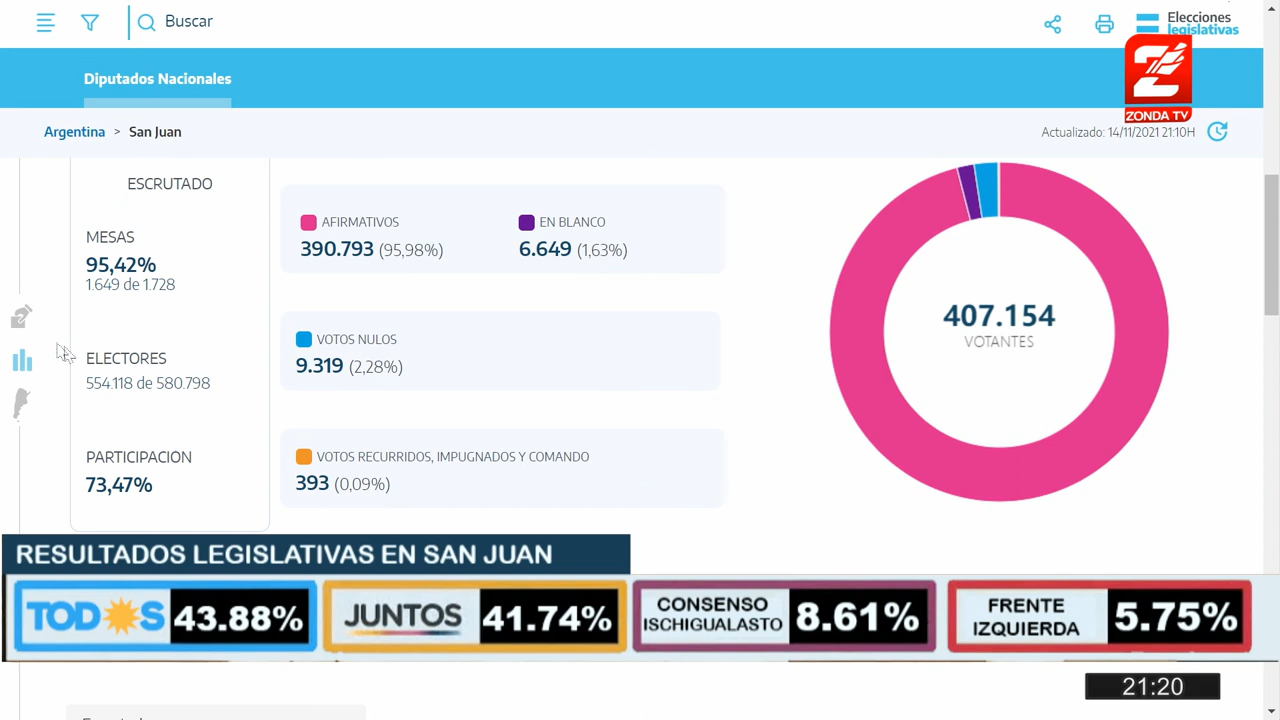 Buscar
Elecciones
legislativas
Diputados Nacionales
ZONDA TV
Argentina > San Juan
Actualizado: 14/11/2021 21:10H
ESCRUTADO
MESAS
95,42%
1.649 de 1.728
ELECTORES
554.118 de 580.798
PARTICIPACION
73,47%
AFIRMATIVOS
390.793 (95,98%)
EN BLANCO
6.649 (1,63%)
VOTOS NULOS
9.319 (2,28%)
VOTOS RECURRIDOS, IMPUGNADOS Y COMANDO
393 (0,09%)
407.154
VOTANTES
RESULTADOS LEGISLATIVAS EN SAN JUAN
TODOS 43.88%
JUNTOS 41.74%
CONSENSO
ISCHIGUALASTO
8.61%
FRENTE
IZQUIERDA
5.75%
21:20